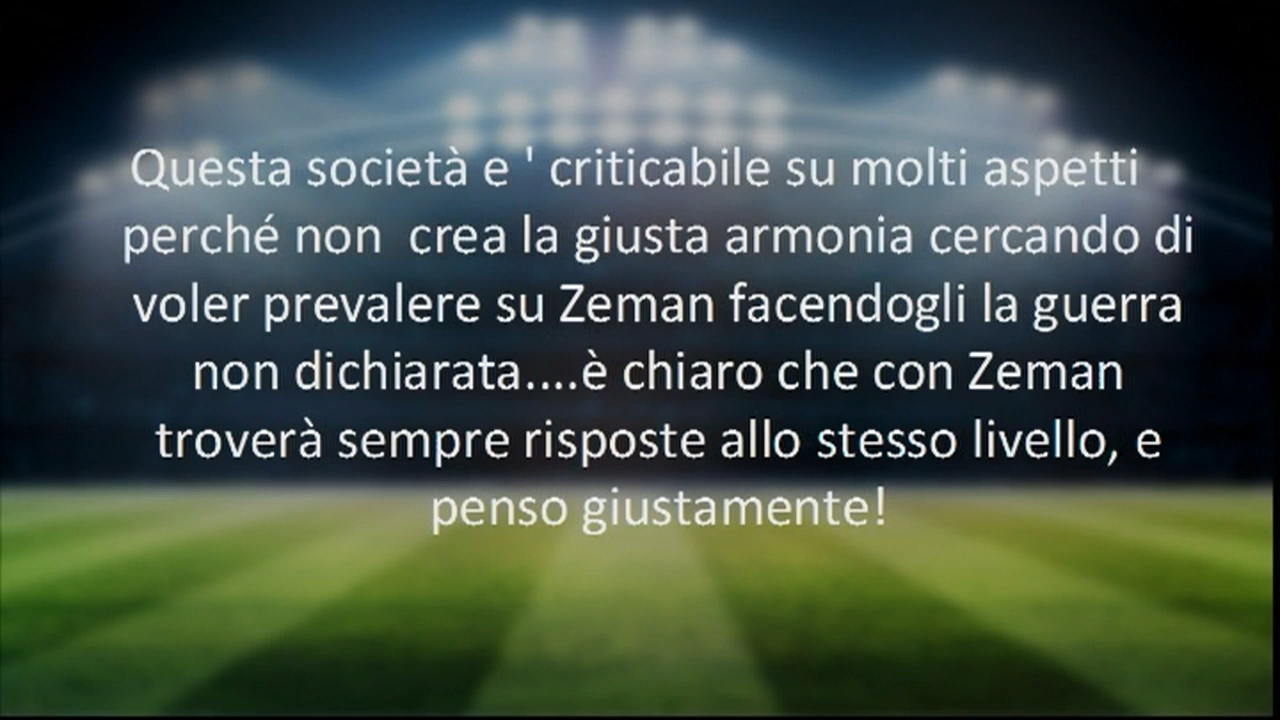 Questa società e ' criticabile su molti aspetti
perché non  crea la giusta armonia cercando di
voler prevalere su Zeman facendogli la guerra
non dichiarata....è chiaro che con Zeman
troverà sempre risposte allo stesso livello, e
penso giustamente!